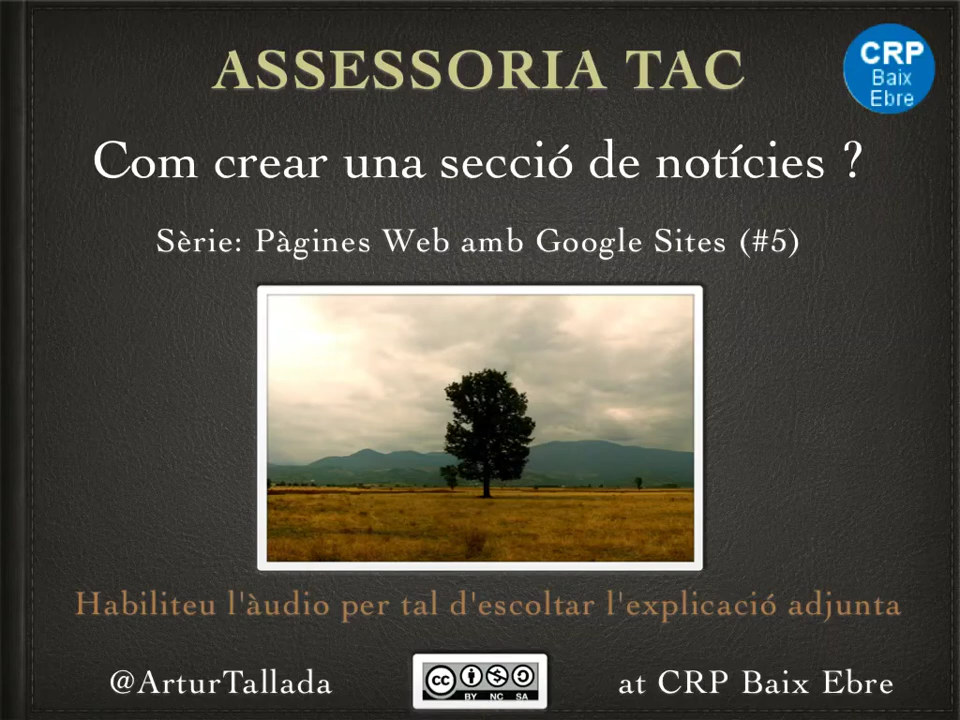 ASSESSORIA TAC
CRP
Baix
Ebre
Com crear una secció de notícies ?
Sèrie: Pàgines Web amb Google Sites (#5)
Habiliteu l'àudio per tal d'escoltar l'explicació adjunta
@ArturTallada
cc
BY NC SA
at CRP Baix Ebre